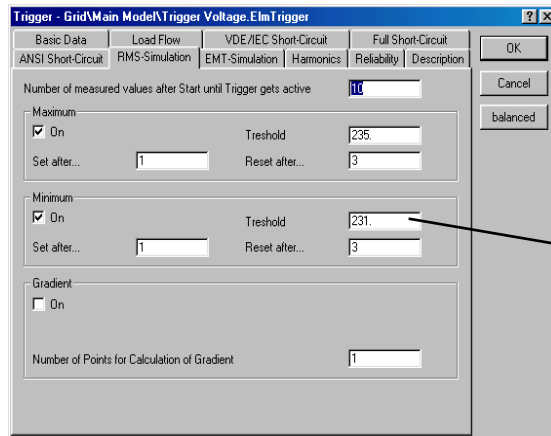 Trigger - Grid\Main Model\Trigger Voltage.ElmTrigger
Basic Data Load Flow VDE/IEC Short-Circuit Full Short-Circuit
ANSI Short-Circuit RMS-Simulation EMT-Simulation Harmonics Reliability Description
OK
Cancel
balanced
Number of measured values after Start until Trigger gets active 10
Maximum
On Treshold 235.
Set after... 1 Reset after... 3
Minimum
On Treshold 231.
Set after... 1 Reset after... 3
Gradient
On
Number of Points for Calculation of Gradient 1